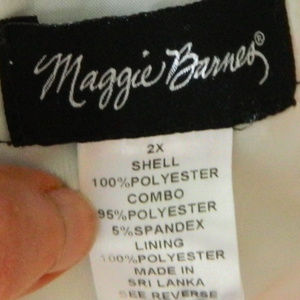 Maggie Barnes®
2X
SHELL
100%POLYESTER
COMBO
95%POLYESTER
5%SPANDEX
LINING
100%POLYESTER
MADE IN
SRI LANKA
SEE REVERSE